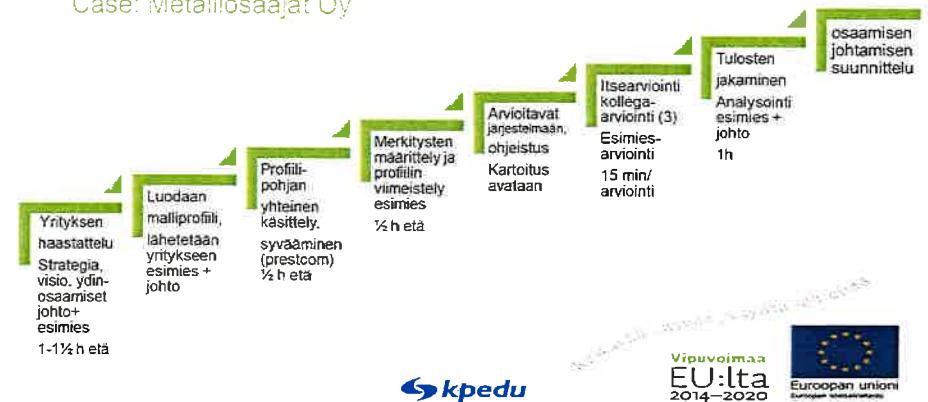 Case: Metalliosaajat Oy
Yrityksen
haastattelu
Strategia,
visio, ydin-
osaamiset
johto+
esimies
1-1½ h etä
Luodaan
malliprofiili,
lähetetään
yritykseen
esimies +
johto
Profiili-
pohjan
yhteinen
käsittely,
syvääminen
(prestcom)
½ h etä
Merkitysten
määrittely ja
profiilin
viimeistely
esimies
½ h etä
Arvioitavat
järjestelmään,
ohjeistus
Kartoitus
avataan
Itsearviointi
kollega-
arviointi (3)
Esimies-
arviointi
15 min/
arviointi
Tulosten
jakaminen
Analysointi
esimies +
johto
1h
osaamisen
johtamisen
suunnittelu
kpedu
Vipuvoimaa
EU:lta
2014–2020
Euroopan unioni